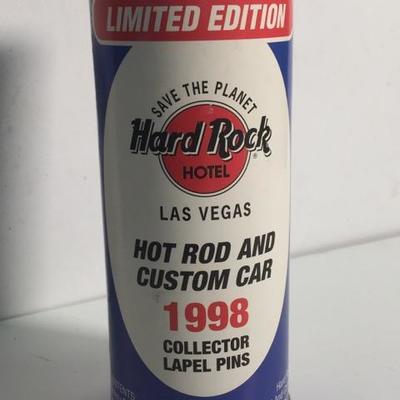 LIMITED EDITION
SAVE THE PLANET
Hard Rock
HOTEL
LAS VEGAS
HOT ROD AND
CUSTOM CAR
1998
COLLECTOR
LAPEL PINS